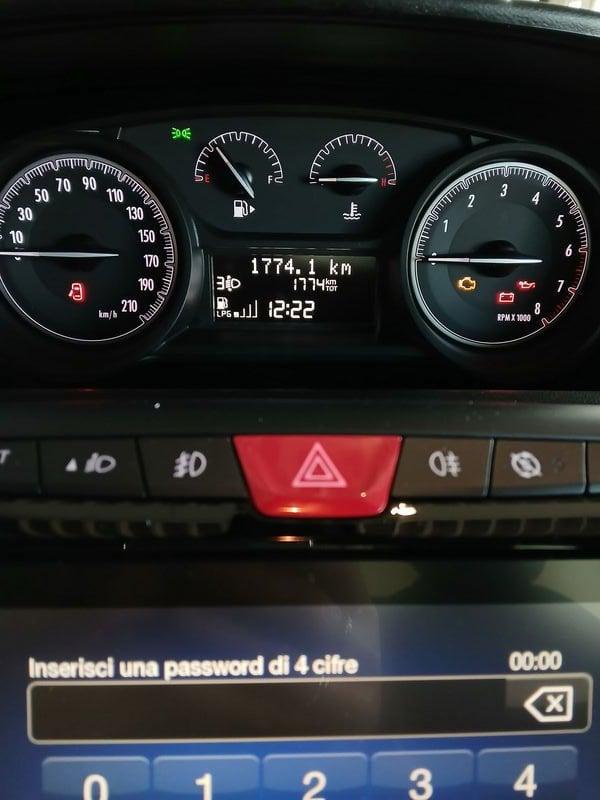 E F H
10 30 50 70 90 110 130 150 170 190 210
km/h
1 2 3 4 5 6 7 8
RPM X 1000
1774.1 km
3 1774 km TOT
LPG 12:22
T
Inserisci una password di 4 cifre 00:00
0 1 2 3 4